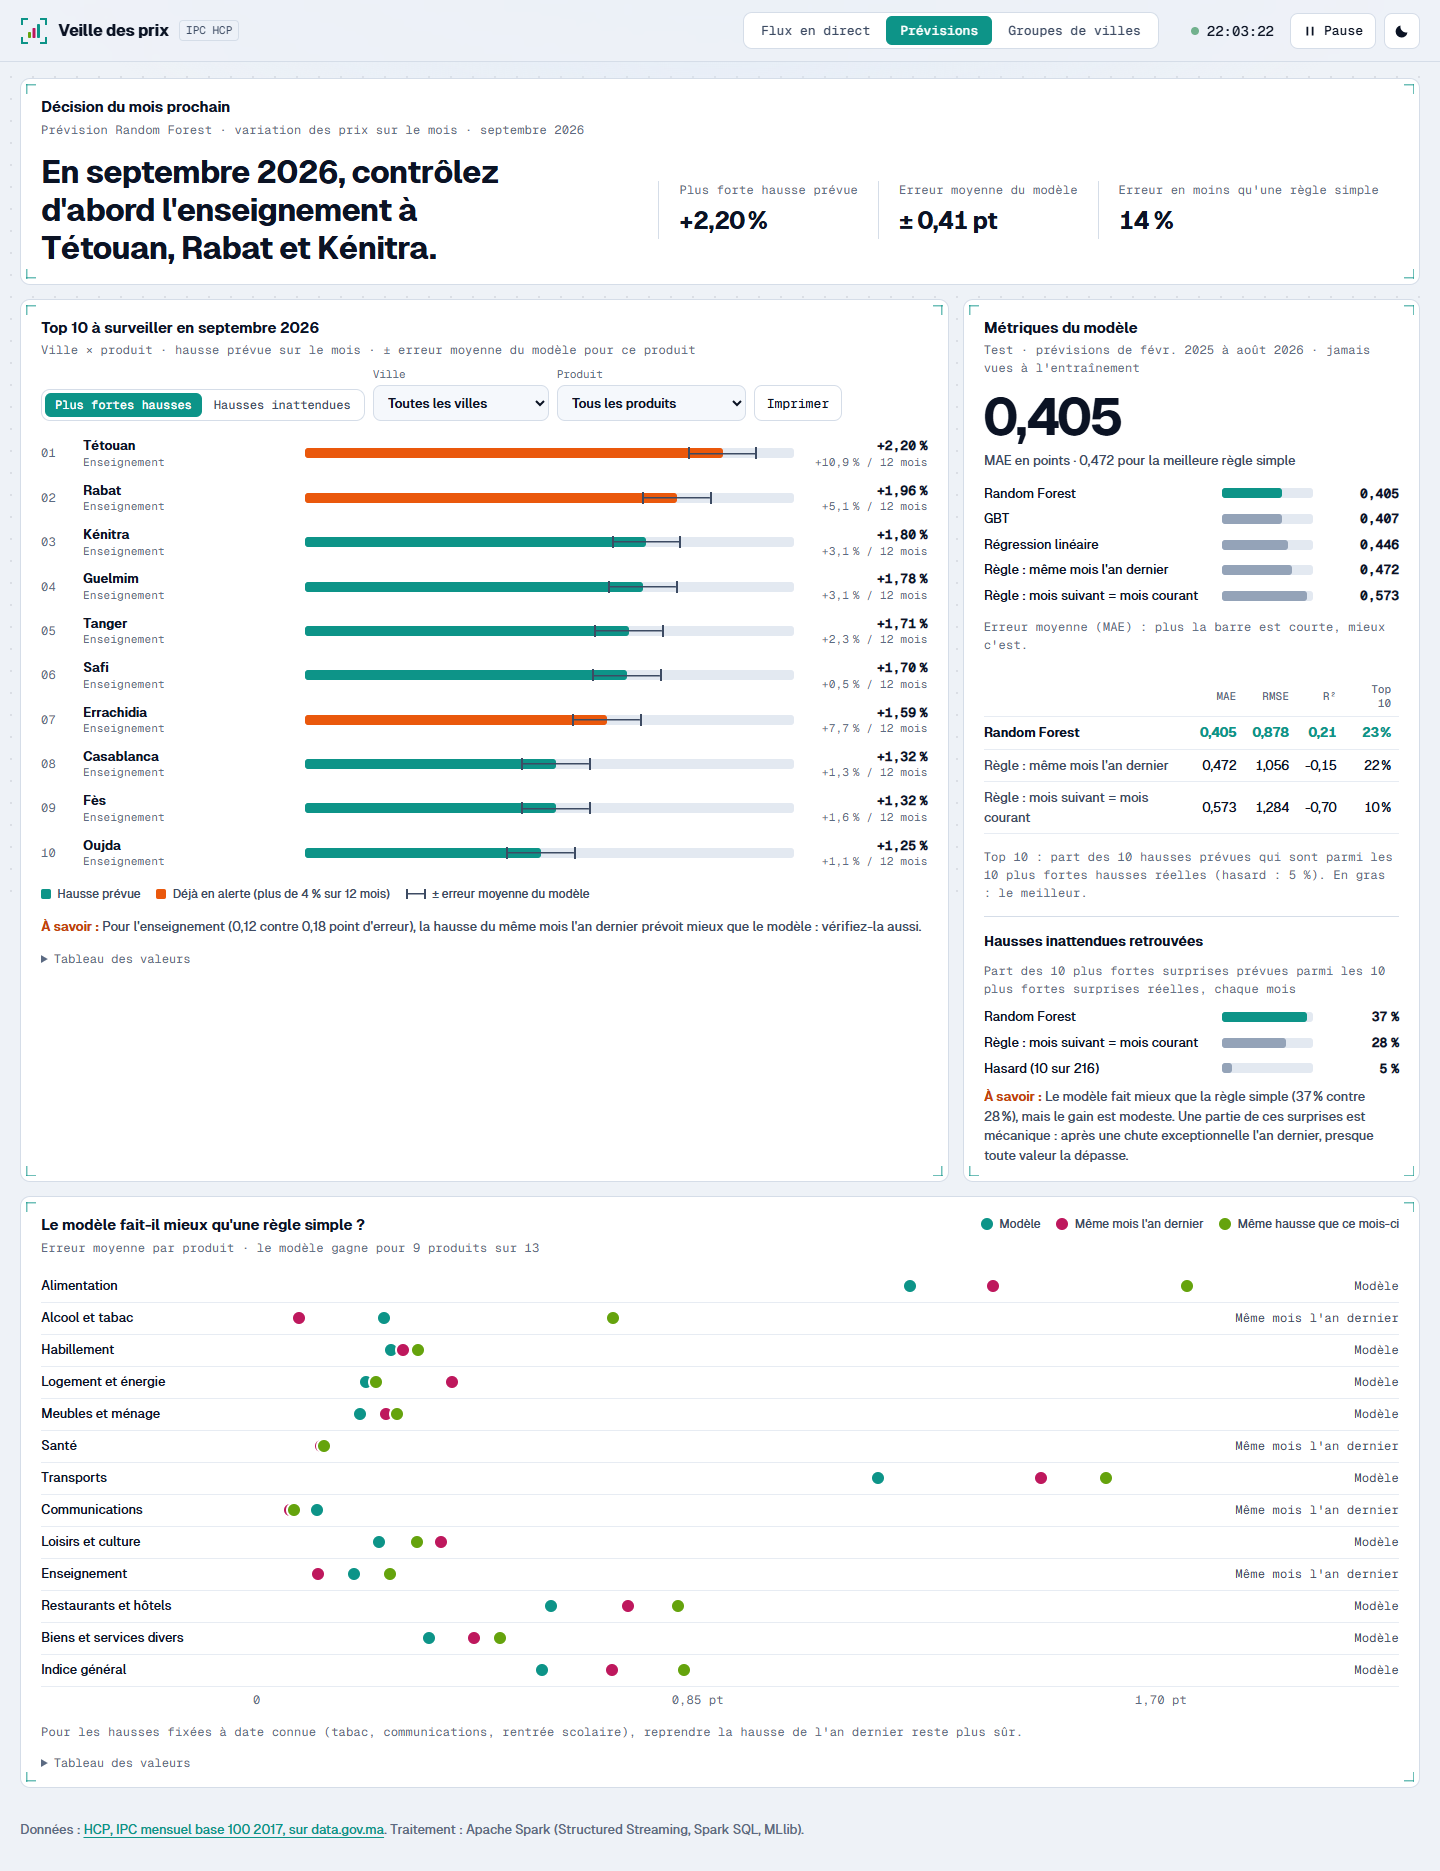 Veille des prix IPC HCP
Flux en direct Prévisions Groupes de villes 22:03:22 Pause
Décision du mois prochain
Prévision Random Forest · variation des prix sur le mois · septembre 2026
En septembre 2026, contrôlez
d'abord l'enseignement à
Tétouan, Rabat et Kénitra.
Plus forte hausse prévue
+2,20 %
Erreur moyenne du modèle
± 0,41 pt
Erreur en moins qu'une règle simple
14 %
Top 10 à surveiller en septembre 2026
Ville × produit · hausse prévue sur le mois · ± erreur moyenne du modèle pour ce produit
Ville Produit
Plus fortes hausses Hausses inattendues Toutes les villes Tous les produits Imprimer
01 Tétouan +2,20 %
Enseignement +10,9 % / 12 mois
02 Rabat +1,96 %
Enseignement +5,1 % / 12 mois
03 Kénitra +1,80 %
Enseignement +3,1 % / 12 mois
04 Guelmim +1,78 %
Enseignement +3,1 % / 12 mois
05 Tanger +1,71 %
Enseignement +2,3 % / 12 mois
06 Safi +1,70 %
Enseignement +0,5 % / 12 mois
07 Errachidia +1,59 %
Enseignement +7,7 % / 12 mois
08 Casablanca +1,32 %
Enseignement +1,3 % / 12 mois
09 Fès +1,32 %
Enseignement +1,6 % / 12 mois
10 Oujda +1,25 %
Enseignement +1,1 % / 12 mois
Hausse prévue Déjà en alerte (plus de 4 % sur 12 mois) ± erreur moyenne du modèle
À savoir : Pour l'enseignement (0,12 contre 0,18 point d'erreur), la hausse du même mois l'an dernier prévoit mieux que le modèle : vérifiez-la aussi.
Tableau des valeurs
Métriques du modèle
Test · prévisions de févr. 2025 à août 2026 · jamais
vues à l'entraînement
0,405
MAE en points · 0,472 pour la meilleure règle simple
Random Forest 0,405
GBT 0,407
Régression linéaire 0,446
Règle : même mois l'an dernier 0,472
Règle : mois suivant = mois courant 0,573
Erreur moyenne (MAE) : plus la barre est courte, mieux
c'est.
MAE RMSE R² Top
10
Random Forest 0,405 0,878 0,21 23 %
Règle : même mois l'an dernier 0,472 1,056 -0,15 22 %
Règle : mois suivant = mois
courant 0,573 1,284 -0,70 10 %
Top 10 : part des 10 hausses prévues qui sont parmi les
10 plus fortes hausses réelles (hasard : 5 %). En gras
: le meilleur.
Hausses inattendues retrouvées
Part des 10 plus fortes surprises prévues parmi les 10
plus fortes surprises réelles, chaque mois
Random Forest 37 %
Règle : mois suivant = mois courant 28 %
Hasard (10 sur 216) 5 %
À savoir : Le modèle fait mieux que la règle simple (37 % contre
28 %), mais le gain est modeste. Une partie de ces surprises est
mécanique : après une chute exceptionnelle l'an dernier, presque
toute valeur la dépasse.
Le modèle fait-il mieux qu'une règle simple ?
Modèle Même mois l'an dernier Même hausse que ce mois-ci
Erreur moyenne par produit · le modèle gagne pour 9 produits sur 13
Alimentation Modèle
Alcool et tabac Même mois l'an dernier
Habillement Modèle
Logement et énergie Modèle
Meubles et ménage Modèle
Santé Même mois l'an dernier
Transports Modèle
Communications Même mois l'an dernier
Loisirs et culture Modèle
Enseignement Même mois l'an dernier
Restaurants et hôtels Modèle
Biens et services divers Modèle
Indice général Modèle
0 0,85 pt 1,70 pt
Pour les hausses fixées à date connue (tabac, communications, rentrée scolaire), reprendre la hausse de l'an dernier reste plus sûr.
Tableau des valeurs
Données : HCP, IPC mensuel base 100 2017, sur data.gov.ma. Traitement : Apache Spark (Structured Streaming, Spark SQL, MLlib).